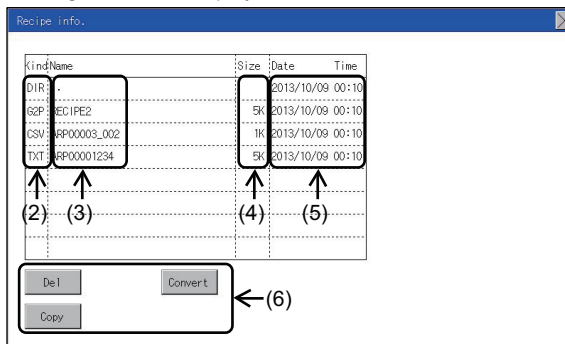 Recipe info.
Kind Name Size Date Time
DIR . 2013/10/09 00:10
G2P RECIPE2 5K 2013/10/09 00:10
CSV ARP00003_002 1K 2013/10/09 00:10
TXT ARP00001234 5K 2013/10/09 00:10
(2) (3) (4) (5)
Del Convert
(6)
Copy